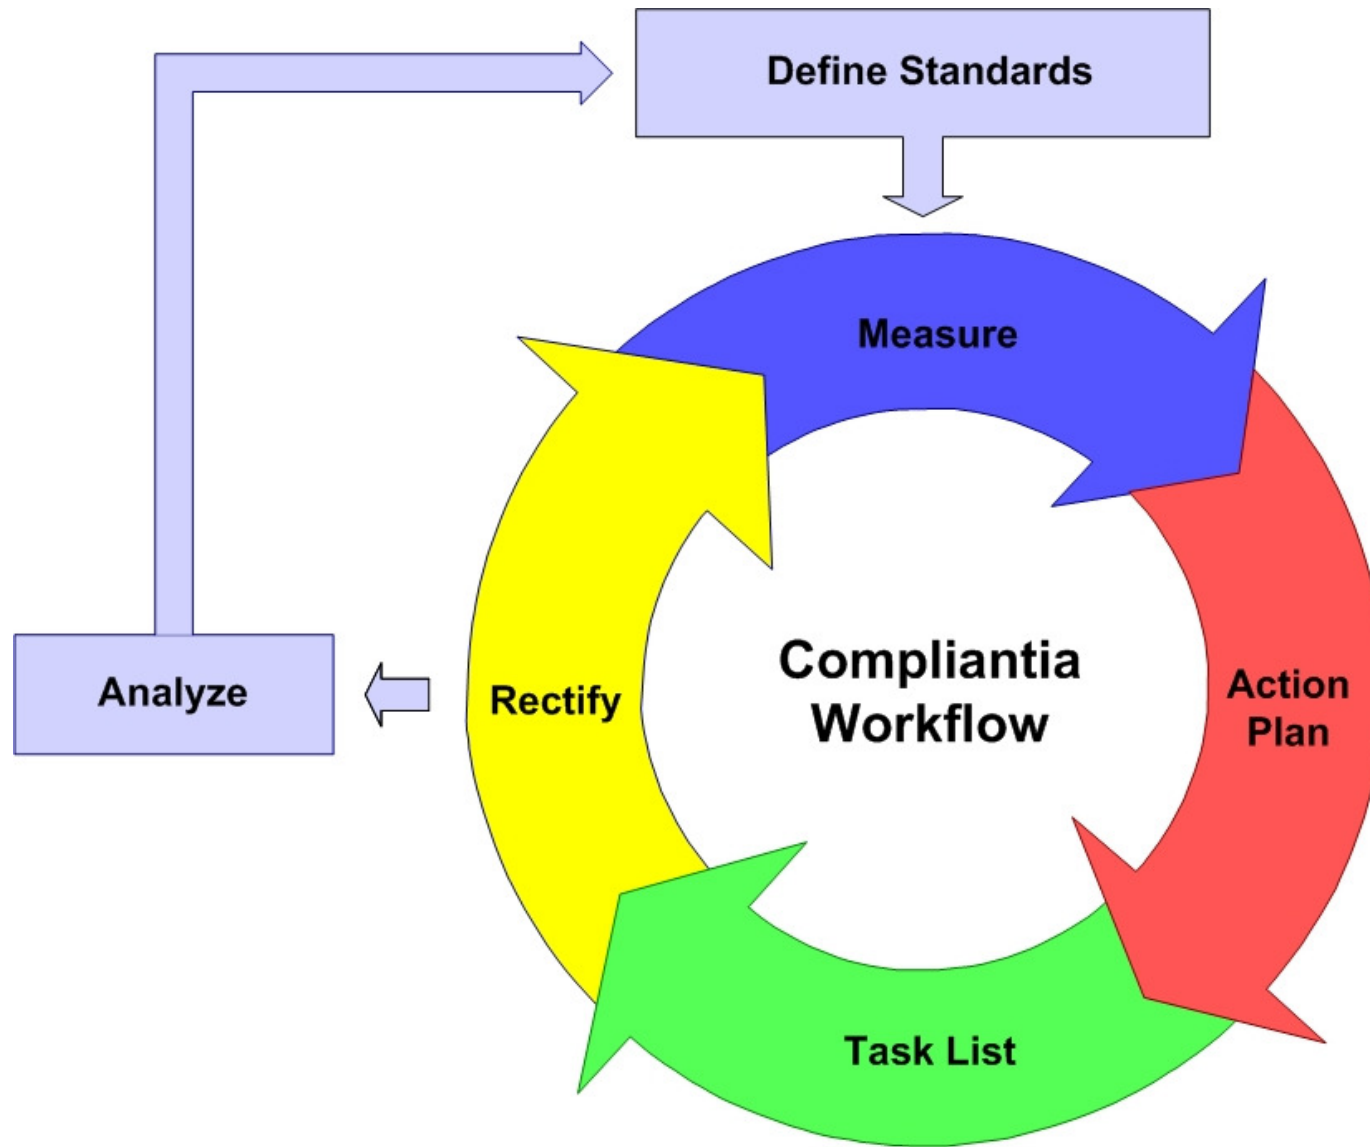 Define Standards
Measure
Compliantia
Workflow
Action
Plan
Analyze
Rectify
Task List